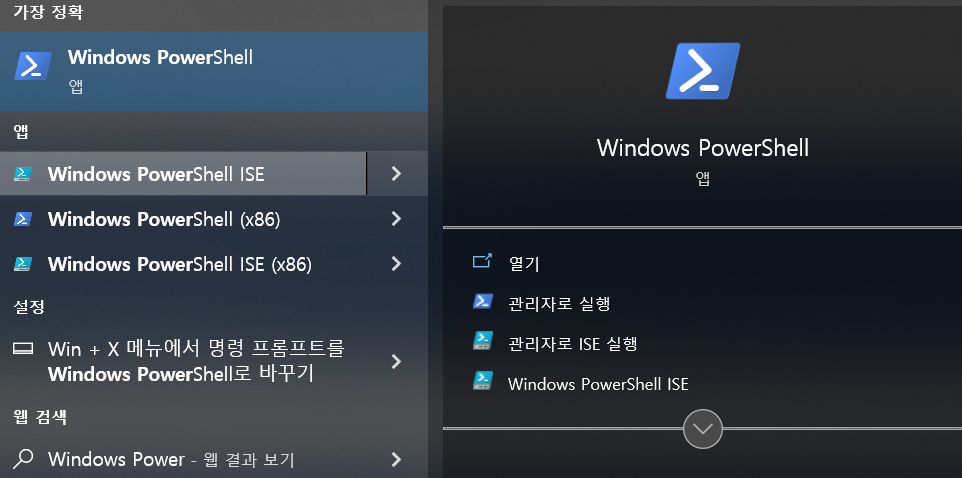 가장 정확
Windows PowerShell
앱
앱
Windows PowerShell ISE
Windows PowerShell (x86)
Windows PowerShell ISE (x86)
설정
Win + X 메뉴에서 명령 프롬프트를
Windows PowerShell로 바꾸기
웹 검색
Windows Power - 웹 결과 보기
Windows PowerShell
앱
열기
관리자로 실행
관리자로 ISE 실행
Windows PowerShell ISE